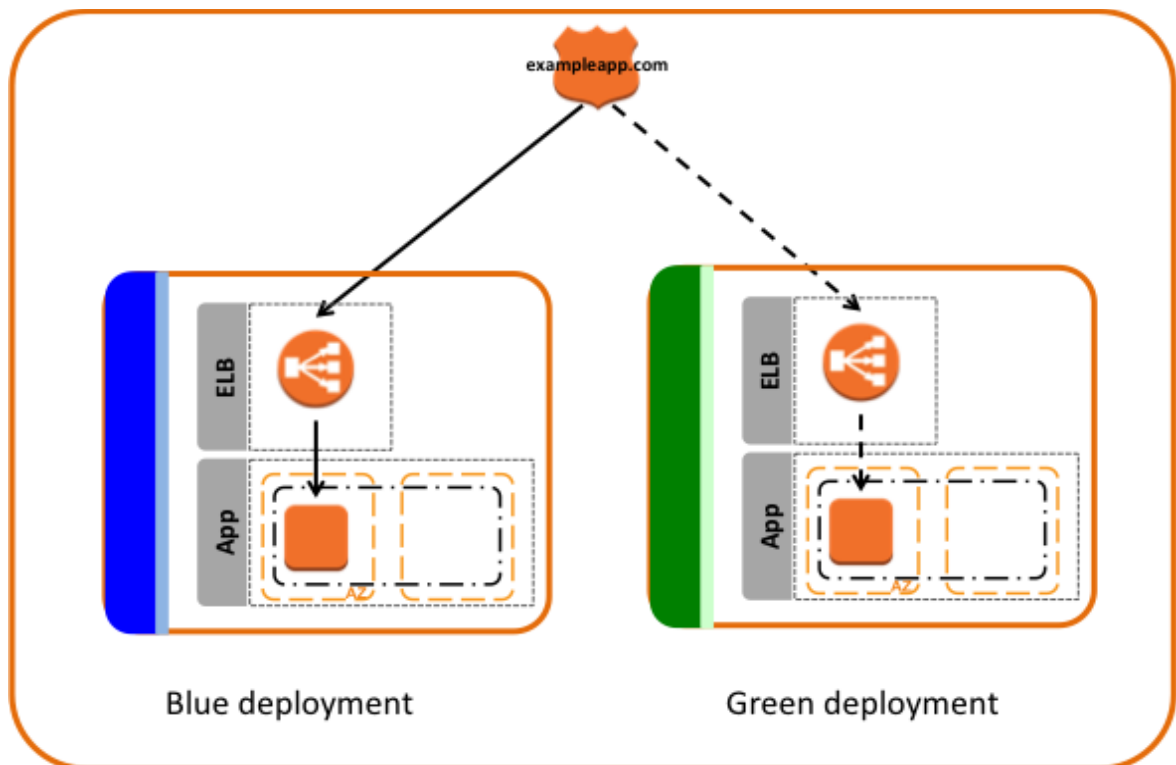 exampleapp.com
ELB
App
AZ
Blue deployment
ELB
App
AZ
Green deployment